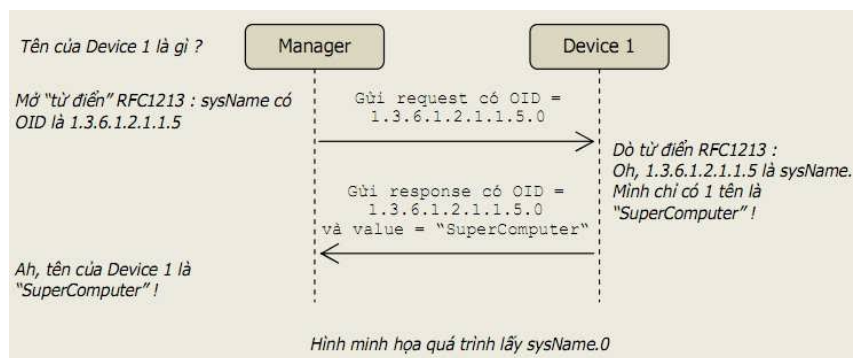 Tên của Device 1 là gì ?
Manager
Device 1
Mở "từ điển" RFC1213 : sysName có
OID là 1.3.6.1.2.1.1.5
Gửi request có OID =
1.3.6.1.2.1.1.5.0
Dò từ điển RFC1213 :
Oh, 1.3.6.1.2.1.1.5 là sysName.
Mình chỉ có 1 tên là
"SuperComputer" !
Gửi response có OID =
1.3.6.1.2.1.1.5.0
và value = "SuperComputer"
Ah, tên của Device 1 là
"SuperComputer" !
Hình minh họa quá trình lấy sysName.0